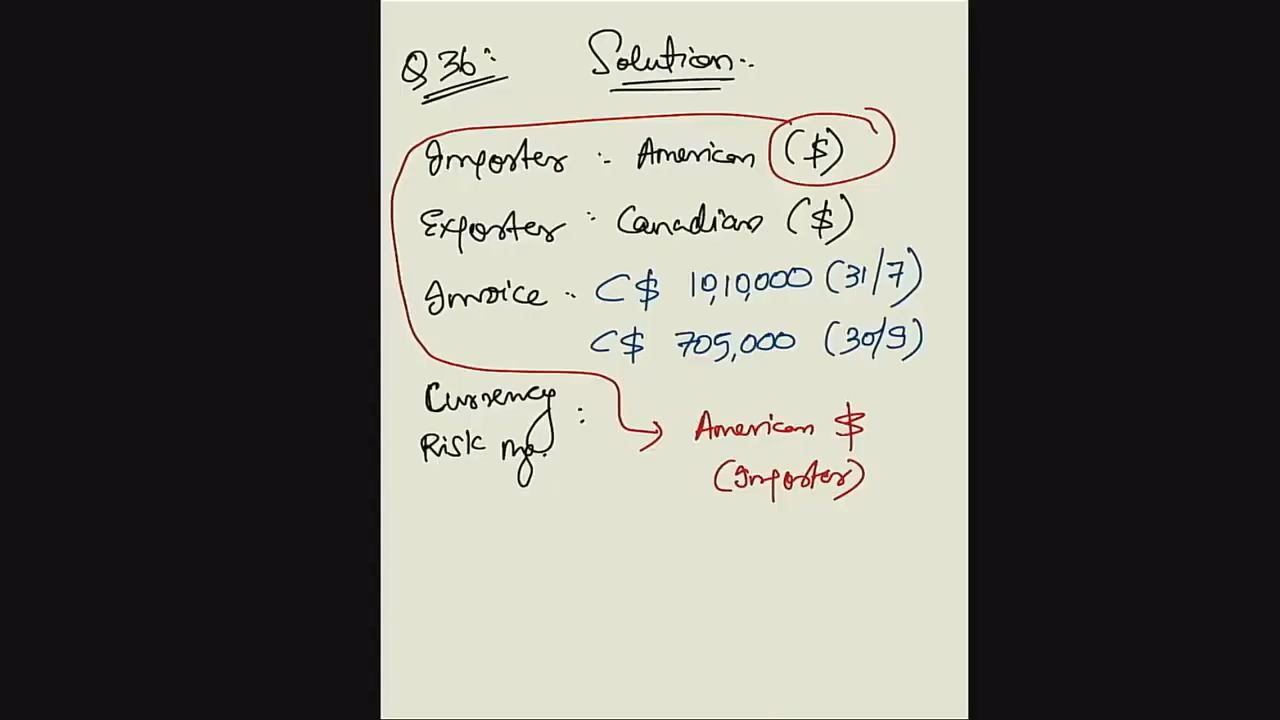 Q 36: Solution:
Importer :- American ($)
Exporter : Canadian ($)
Invoice :- C$ 10,10,000 (31/7)
C$ 705,000 (30/9)
Currency :
Risk mg. American $
(Importer)